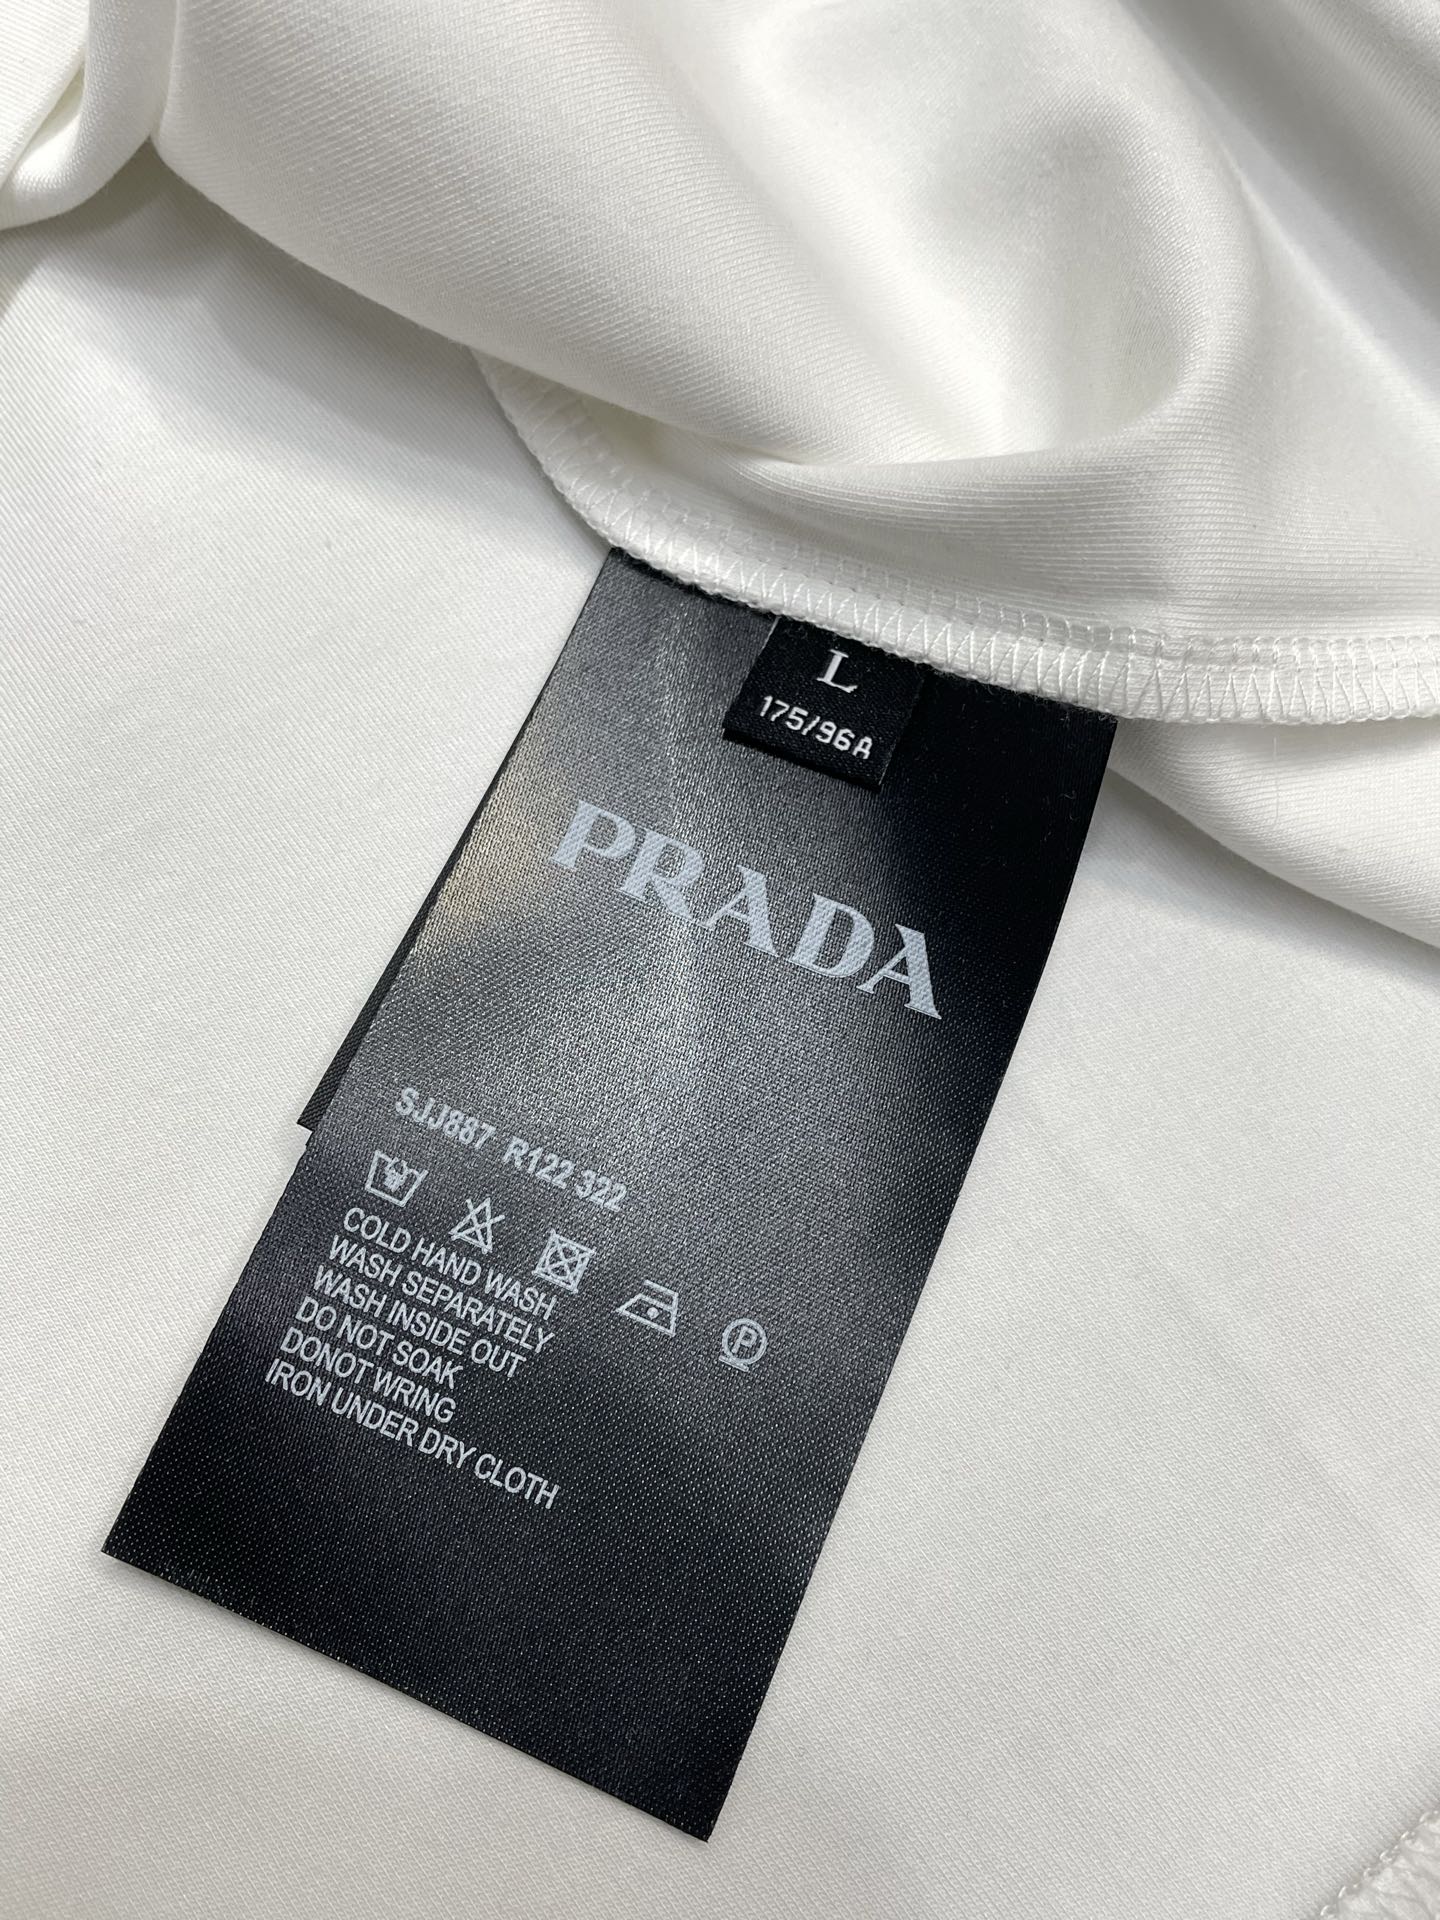 L
175/96A
PRADA
SJJ887 R122 322
P
COLD HAND WASH
WASH SEPARATELY
WASH INSIDE OUT
DO NOT SOAK
DONOT WRING
IRON UNDER DRY CLOTH